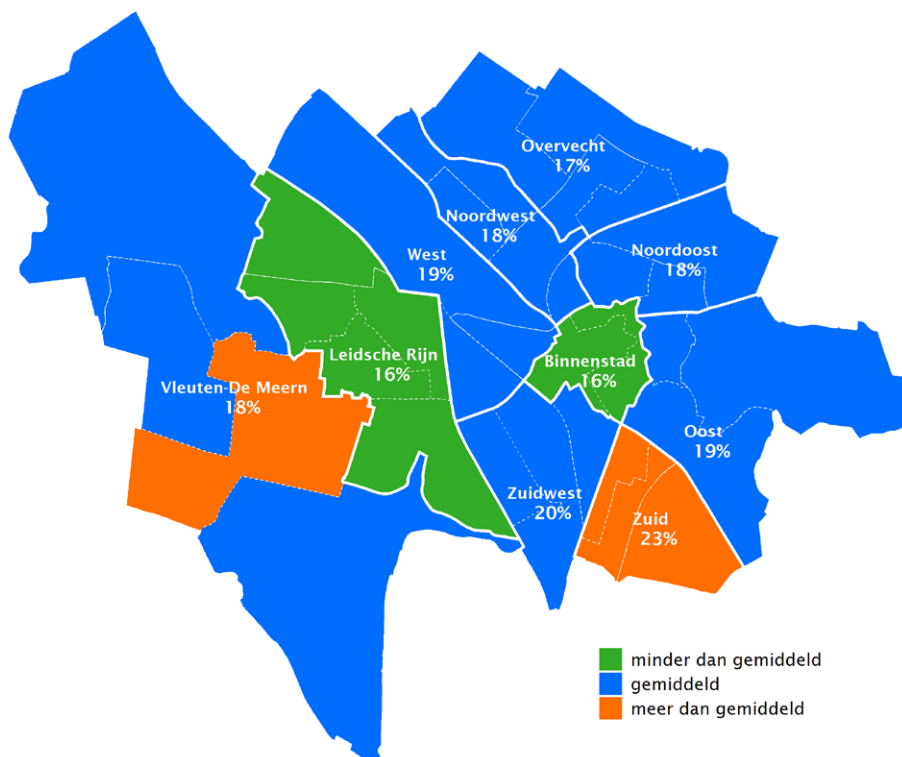 Overvecht
17%
Noordwest
18%
Noordoost
18%
West
19%
Leidsche Rijn
16%
Binnenstad
16%
Vleuten-De Meern
18%
Oost
19%
Zuidwest
20%
Zuid
23%
minder dan gemiddeld
gemiddeld
meer dan gemiddeld